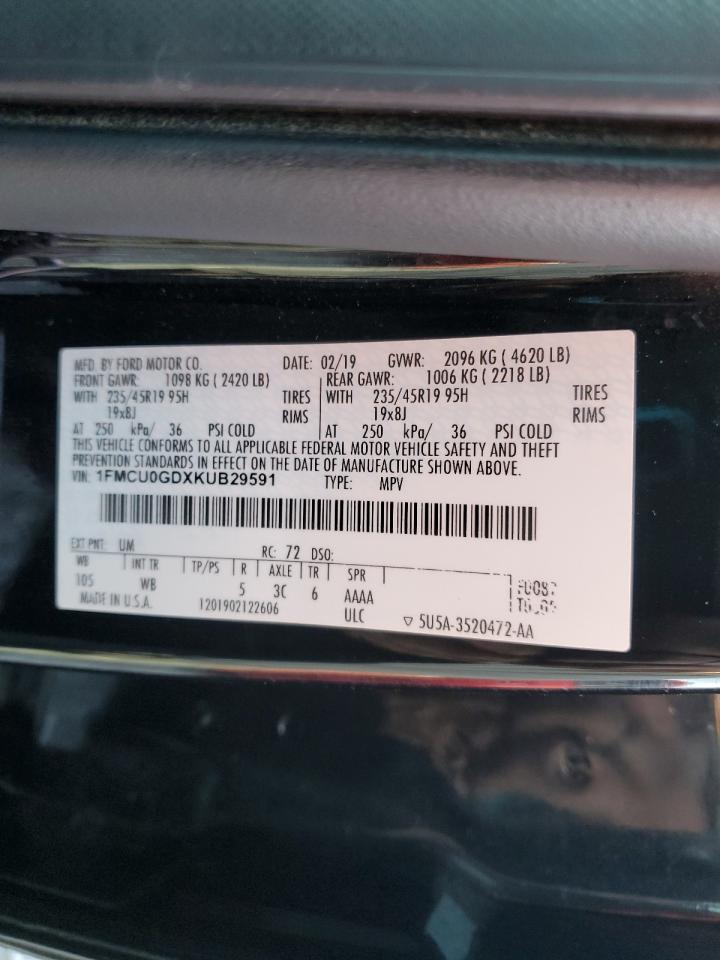 MFD. BY FORD MOTOR CO. DATE: 02/19 GVWR: 2096 KG ( 4620 LB)
FRONT GAWR: 1098 KG ( 2420 LB) REAR GAWR: 1006 KG ( 2218 LB)
WITH 235/45R19 95H TIRES WITH 235/45R19 95H TIRES
19x8J RIMS 19x8J RIMS
AT 250 kPa/ 36 PSI COLD AT 250 kPa/ 36 PSI COLD
THIS VEHICLE CONFORMS TO ALL APPLICABLE FEDERAL MOTOR VEHICLE SAFETY AND THEFT
PREVENTION STANDARDS IN EFFECT ON THE DATE OF MANUFACTURE SHOWN ABOVE.
VIN: 1FMCU0GDXKUB29591 TYPE: MPV
EXT PNT: UM RC: 72 DSO:
WB INT TR TP/PS R AXLE TR SPR
105 WB 5 3C 6 AAAA
MADE IN U.S.A. 1201902122606 ULC ▽ 5U5A-3520472-AA